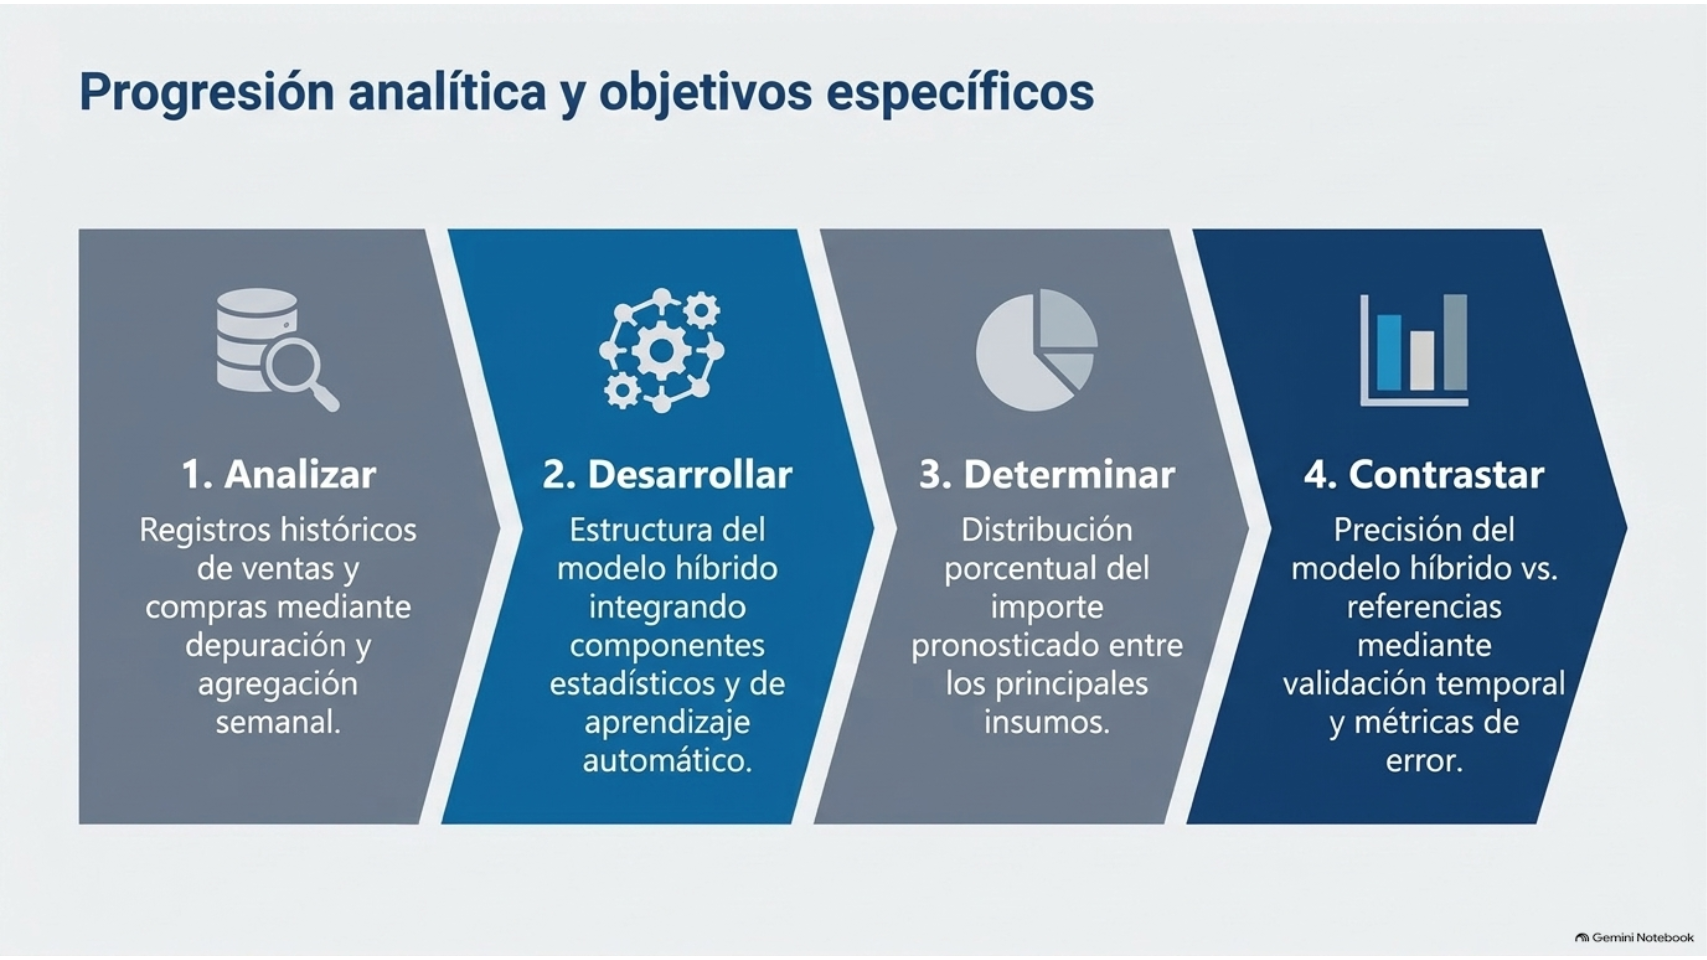 Progresión analítica y objetivos específicos
1. Analizar
Registros históricos
de ventas y
compras mediante
depuración y
agregación
semanal.
2. Desarrollar
Estructura del
modelo híbrido
integrando
componentes
estadísticos y de
aprendizaje
automático.
3. Determinar
Distribución
porcentual del
importe
pronosticado entre
los principales
insumos.
4. Contrastar
Precisión del
modelo híbrido vs.
referencias
mediante
validación temporal
y métricas de
error.
Gemini Notebook